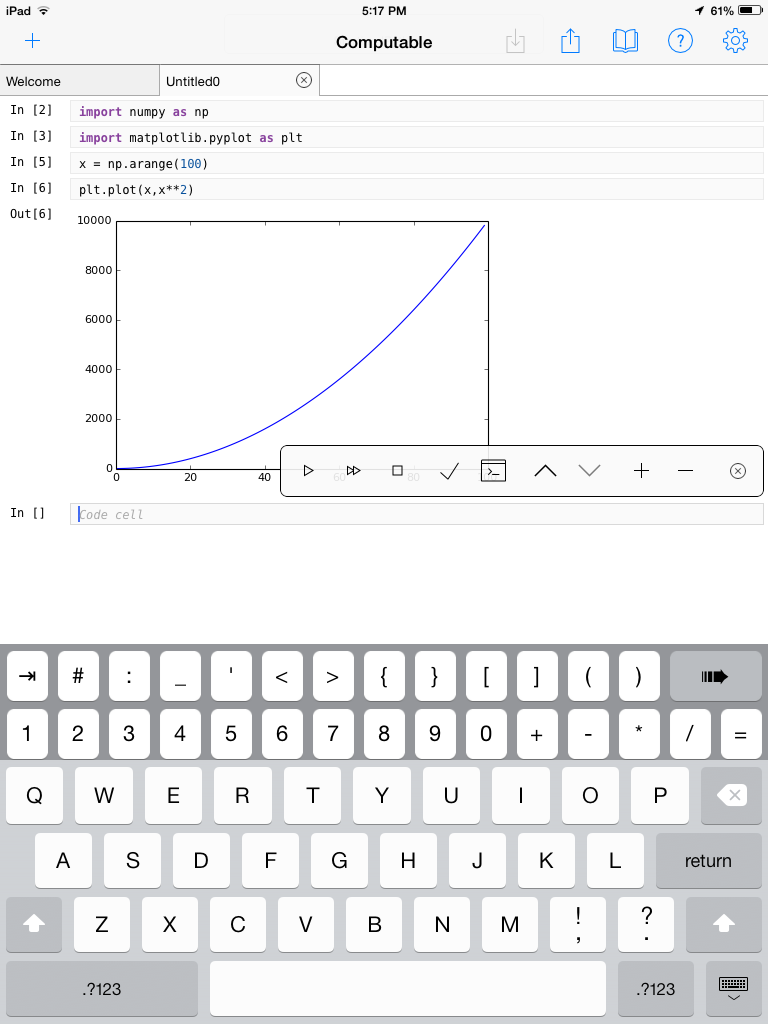 iPad 5:17 PM 61%
Computable
Welcome Untitled0
In [2] import numpy as np
In [3] import matplotlib.pyplot as plt
In [5] x = np.arange(100)
In [6] plt.plot(x,x**2)
Out[6]
10000
8000
6000
4000
2000
0
0 20 40 60 80
In [] Code cell
# : _ ' < > { } [ ] ( )
1 2 3 4 5 6 7 8 9 0 + - * / =
Q W E R T Y U I O P
A S D F G H J K L return
Z X C V B N M ! , ? .
.?123 .?123